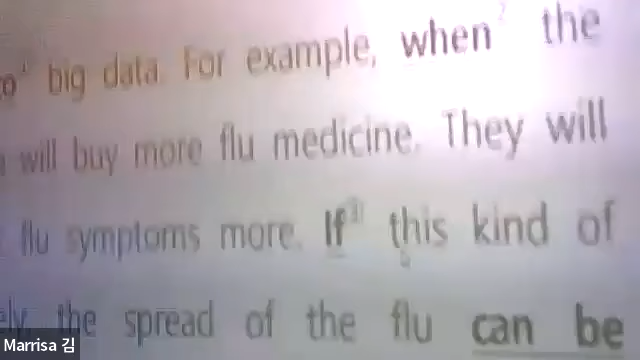 big data. For example, when the
will buy more flu medicine. They will
flu symptoms more. If this kind of
the spread of the flu can be
Marrisa 김